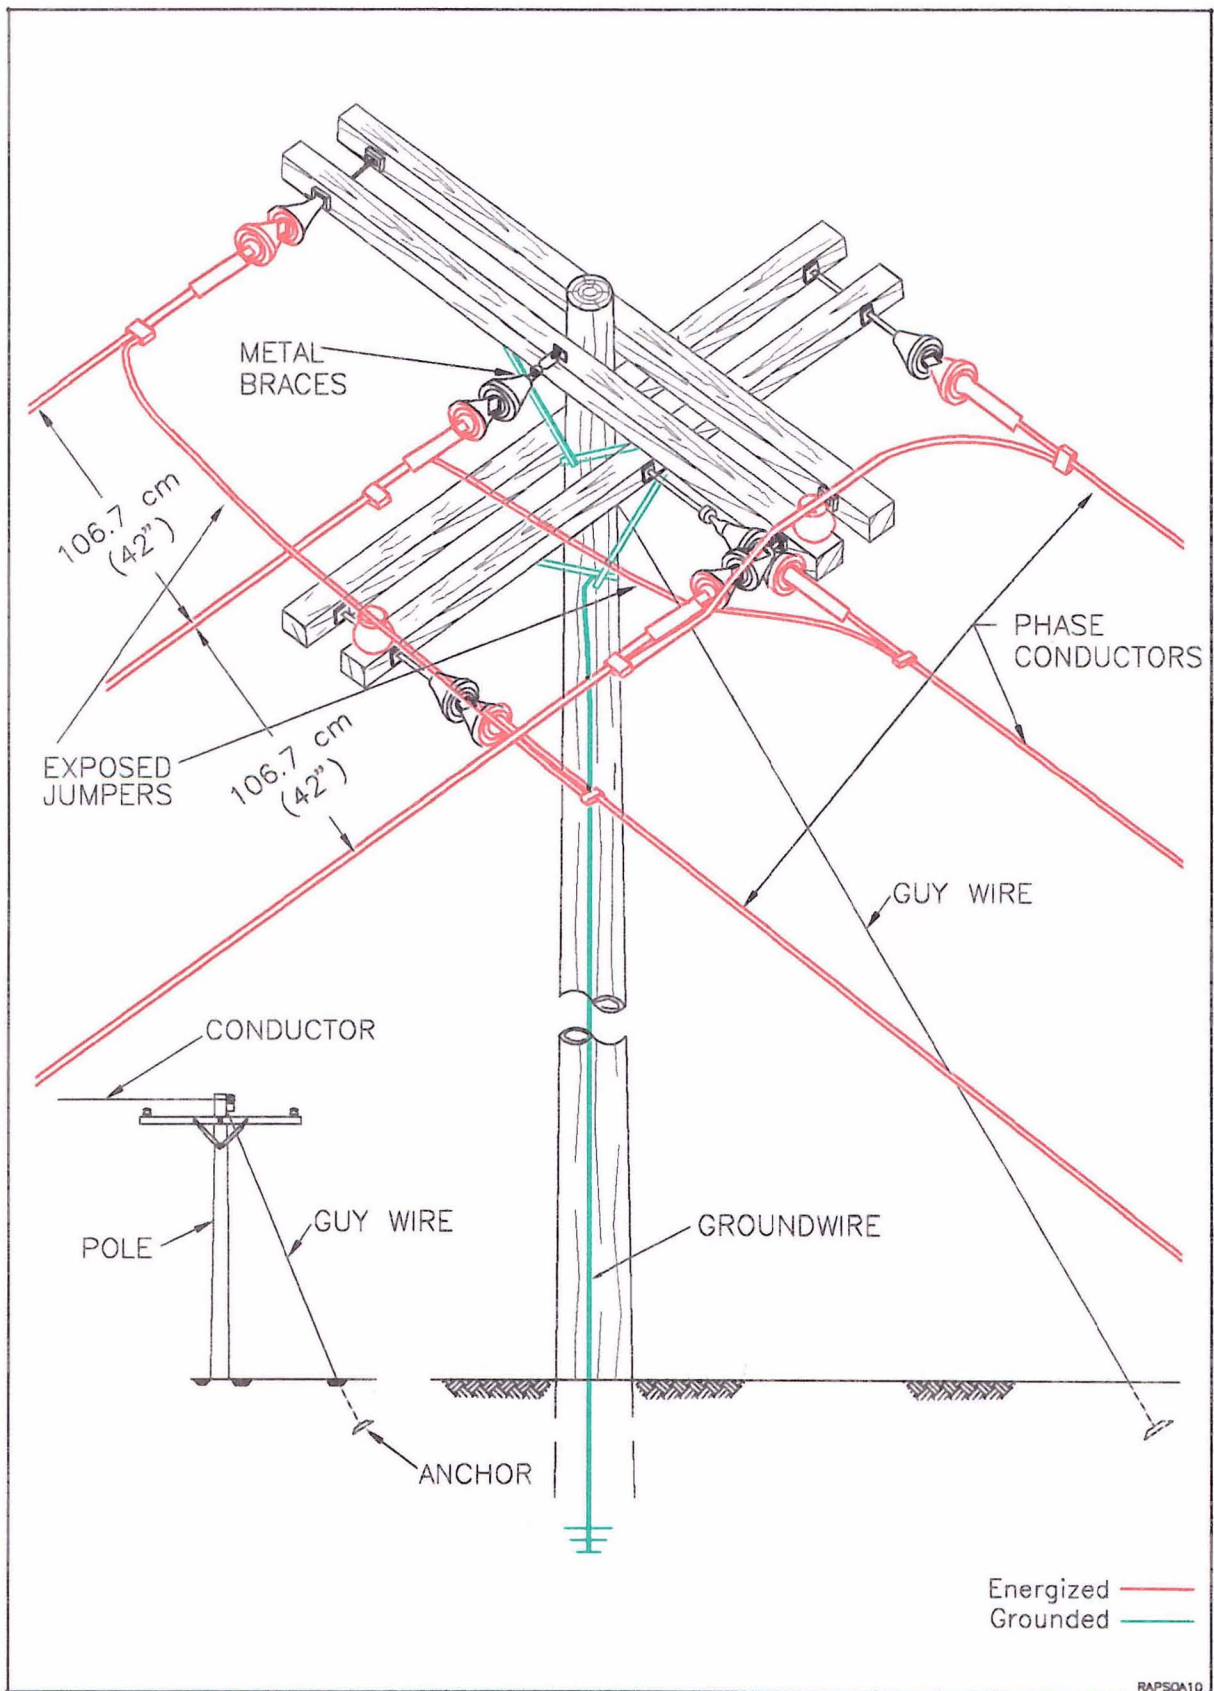 METAL
BRACES
106.7 cm
(42")
PHASE
CONDUCTORS
EXPOSED
JUMPERS
106.7 cm
(42")
GUY WIRE
CONDUCTOR
GUY WIRE
POLE
GROUNDWIRE
ANCHOR
Energized
Grounded
RAPSOA10